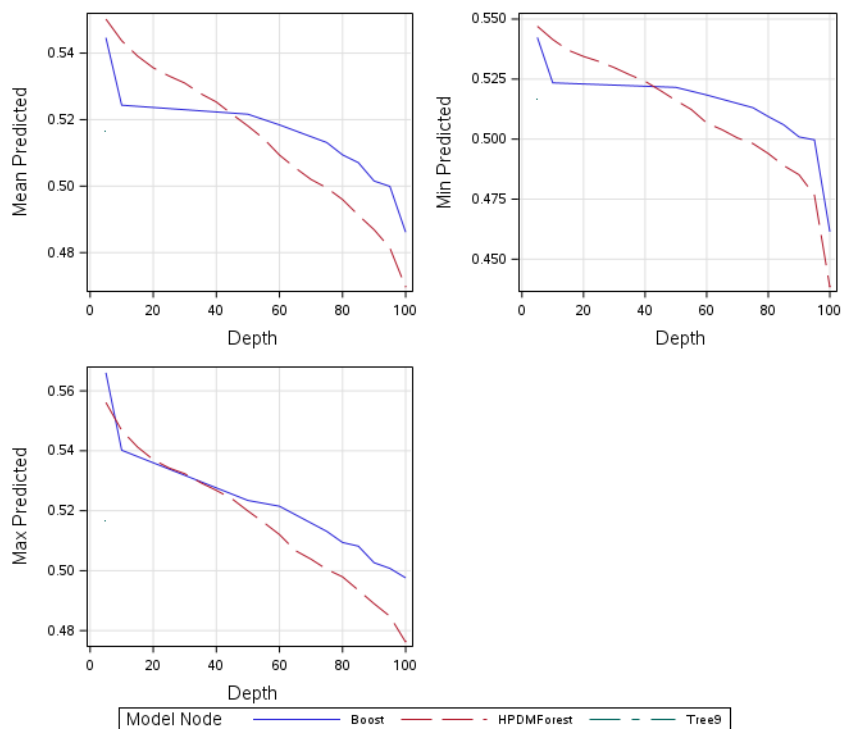 Mean Predicted
0.54
0.52
0.50
0.48
0 20 40 60 80 100
Depth
Min Predicted
0.550
0.525
0.500
0.475
0.450
0 20 40 60 80 100
Depth
Max Predicted
0.56
0.54
0.52
0.50
0.48
0 20 40 60 80 100
Depth
Model Node Boost HPDMForest Tree9